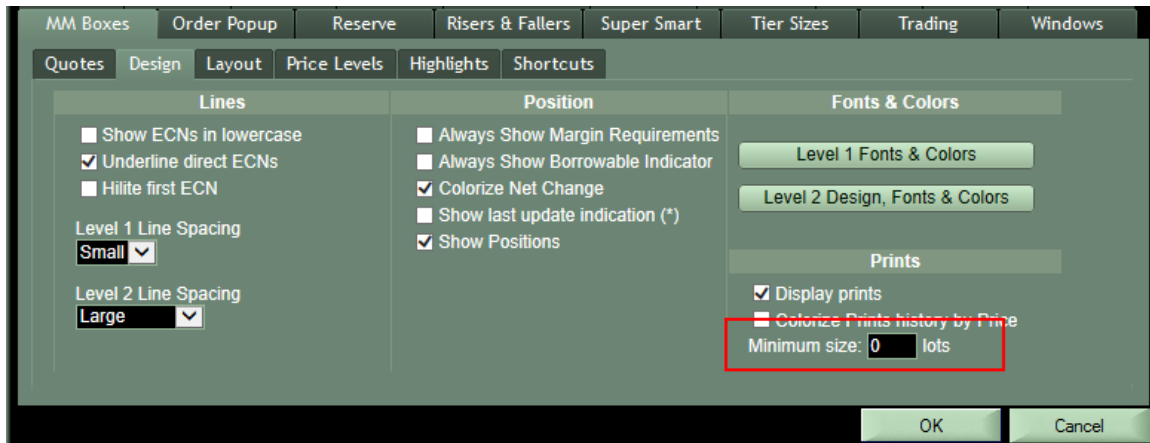 MM Boxes Order Popup Reserve Risers & Fallers Super Smart Tier Sizes Trading Windows
Quotes Design Layout Price Levels Highlights Shortcuts
Lines
Show ECNs in lowercase
Underline direct ECNs
Hilite first ECN
Level 1 Line Spacing
Small
Level 2 Line Spacing
Large
Position
Always Show Margin Requirements
Always Show Borrowable Indicator
Colorize Net Change
Show last update indication (*)
Show Positions
Fonts & Colors
Level 1 Fonts & Colors
Level 2 Design, Fonts & Colors
Prints
Display prints
Colorize Prints history by Price
Minimum size: 0 lots
OK Cancel